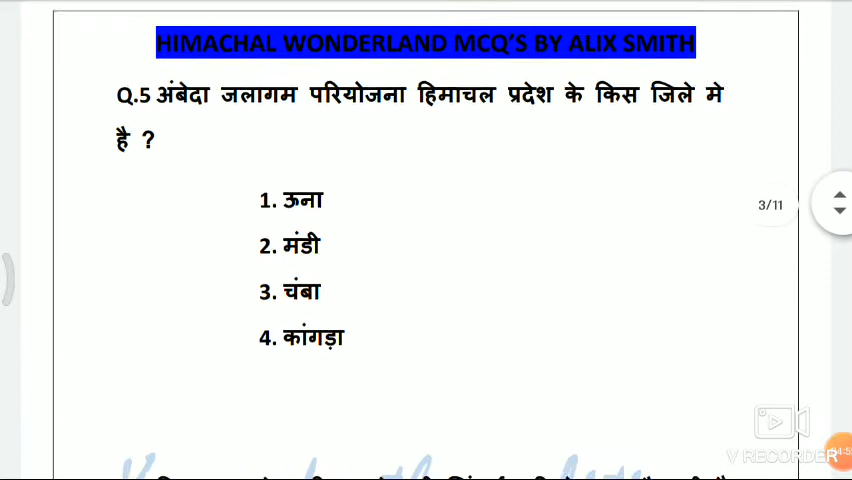 HIMACHAL WONDERLAND MCQ'S BY ALIX SMITH
Q.5 अंबेदा जलागम परियोजना हिमाचल प्रदेश के किस जिले मे
है ?
1. ऊना
3/11
2. मंडी
3. चंबा
4. कांगड़ा
V RECORDER